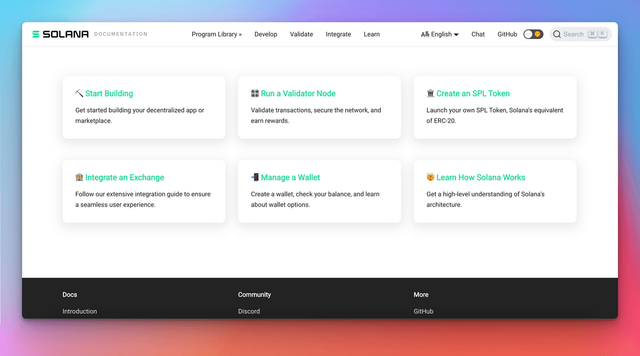 SOLANA DOCUMENTATION Program Library » Develop Validate Integrate Learn English Chat GitHub Search ⌘ K
Start Building
Get started building your decentralized app or
marketplace.
Run a Validator Node
Validate transactions, secure the network, and
earn rewards.
Create an SPL Token
Launch your own SPL Token, Solana's equivalent
of ERC-20.
Integrate an Exchange
Follow our extensive integration guide to ensure
a seamless user experience.
Manage a Wallet
Create a wallet, check your balance, and learn
about wallet options.
Learn How Solana Works
Get a high-level understanding of Solana's
architecture.
Docs
Introduction
Community
Discord
More
GitHub